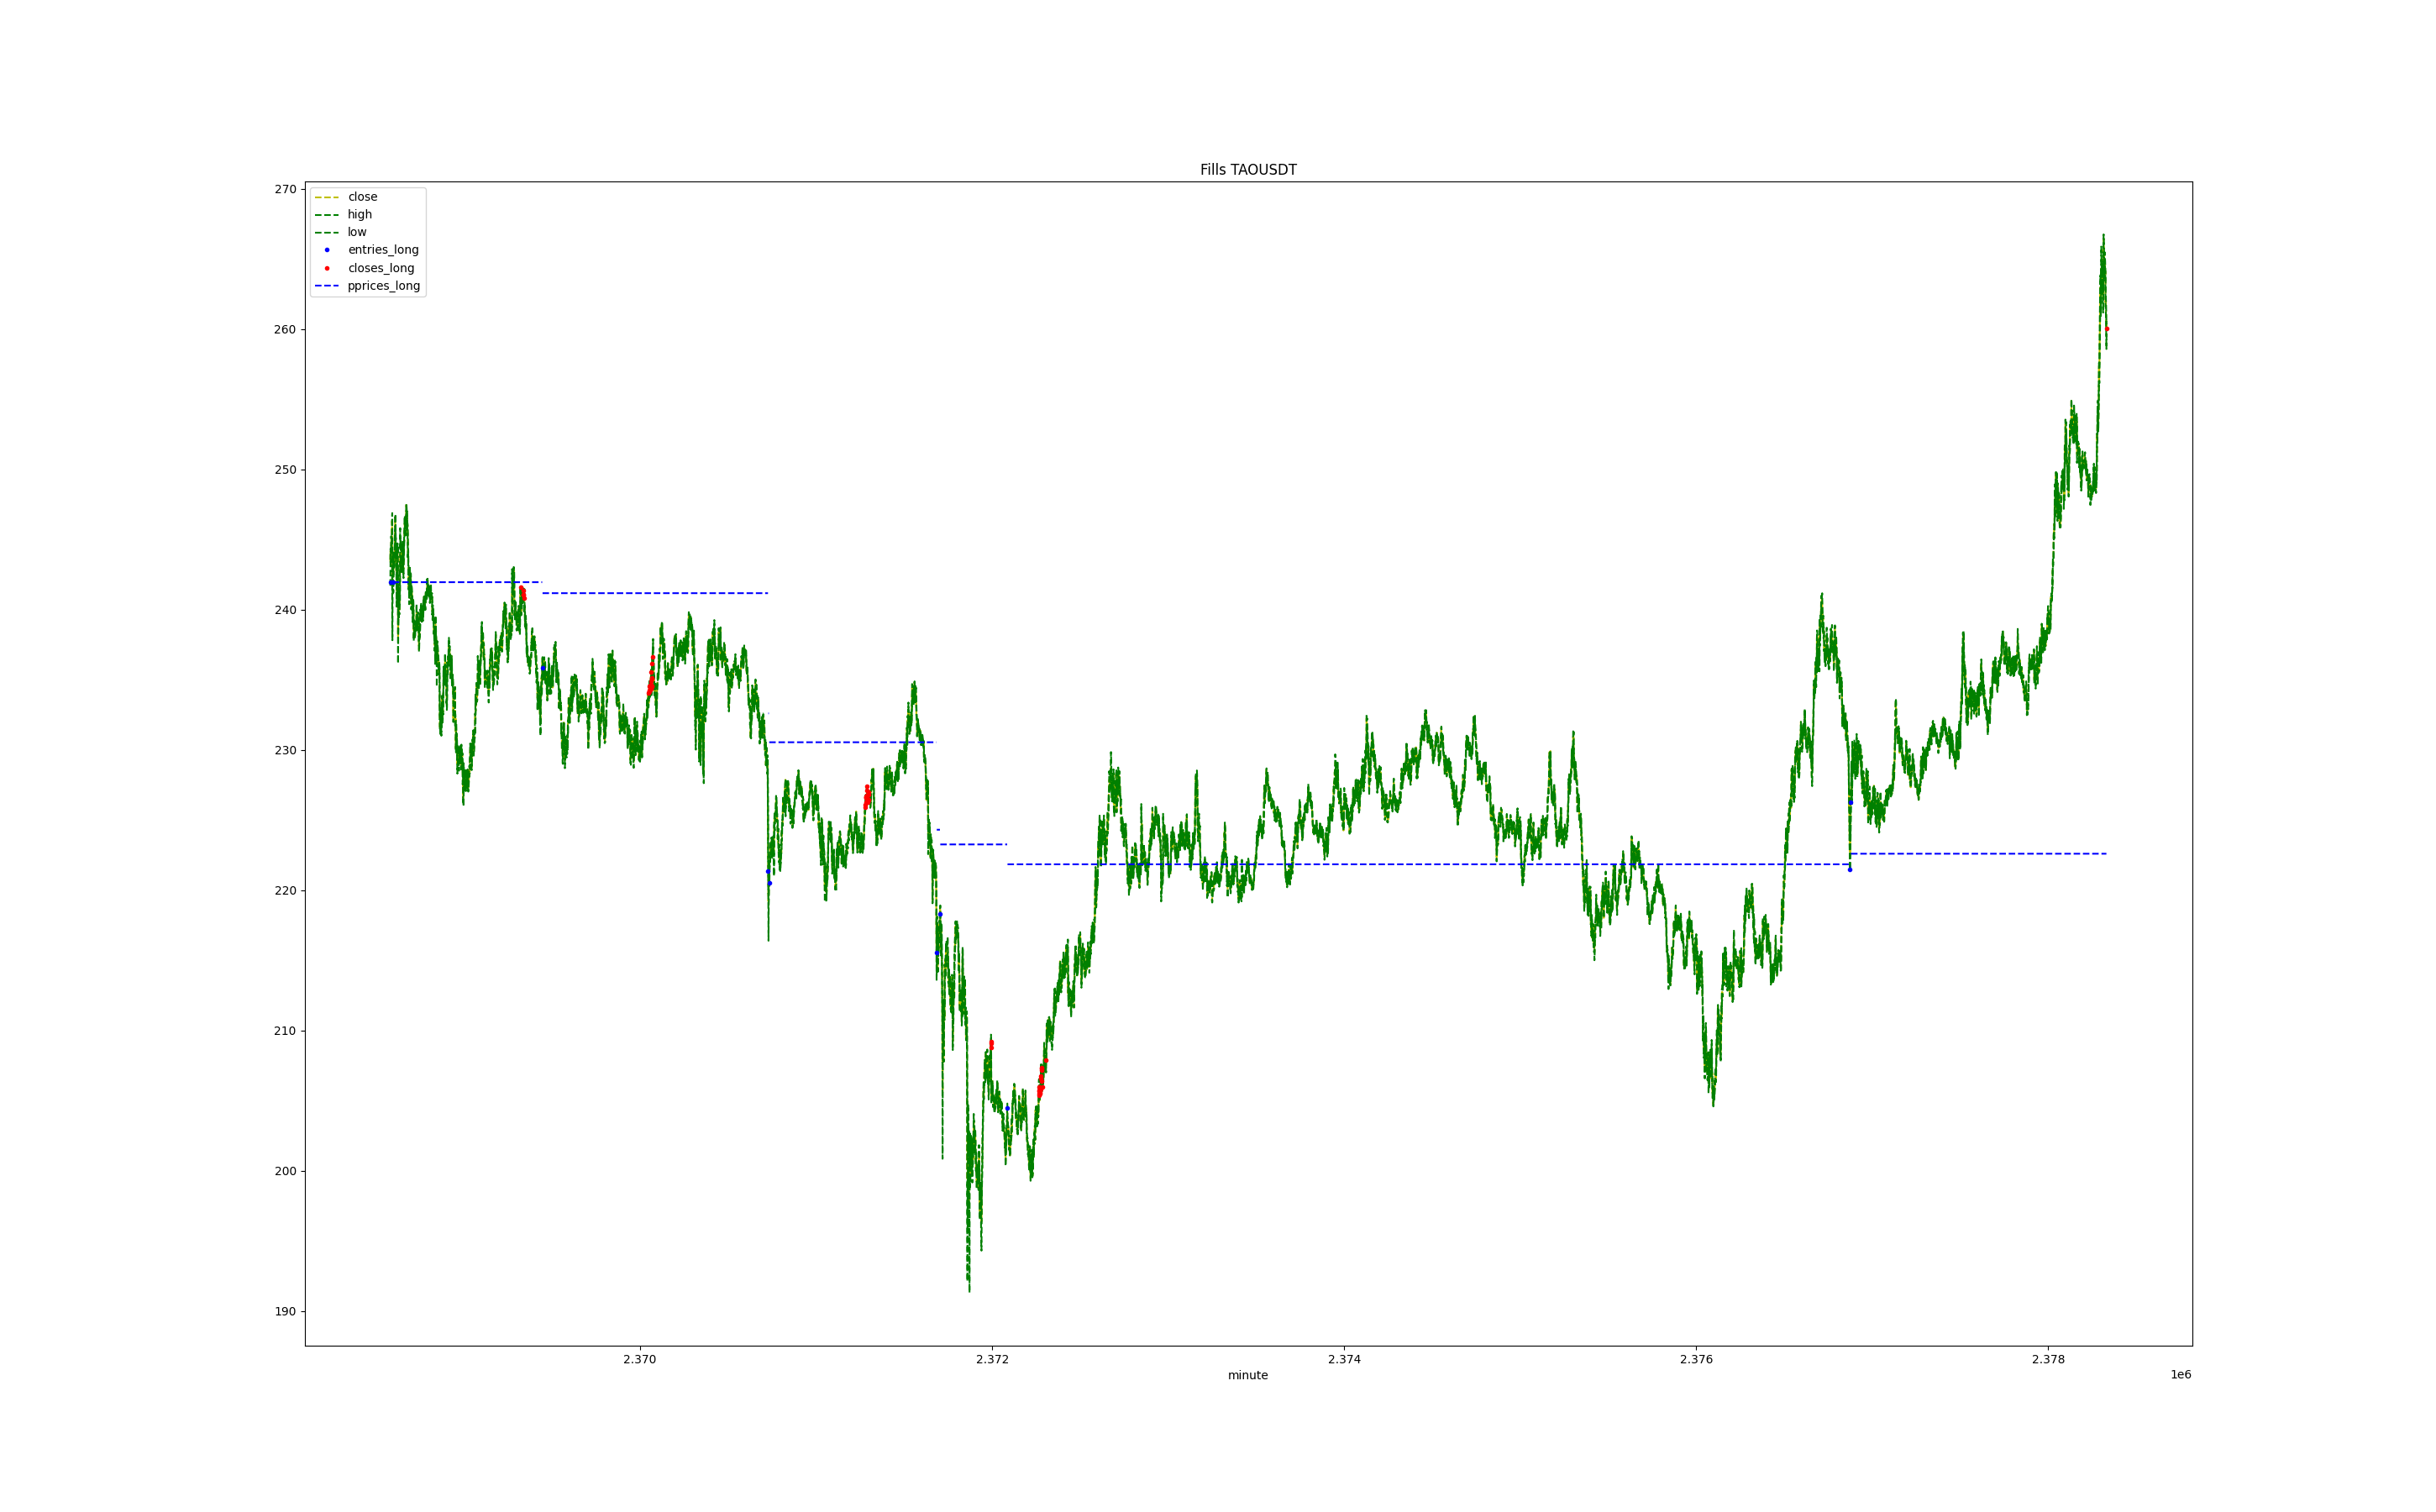 Fills TAOUSDT
close
high
low
entries_long
closes_long
pprices_long
270
260
250
240
230
220
210
200
190
2.370
2.372
2.374
2.376
2.378
minute
1e6